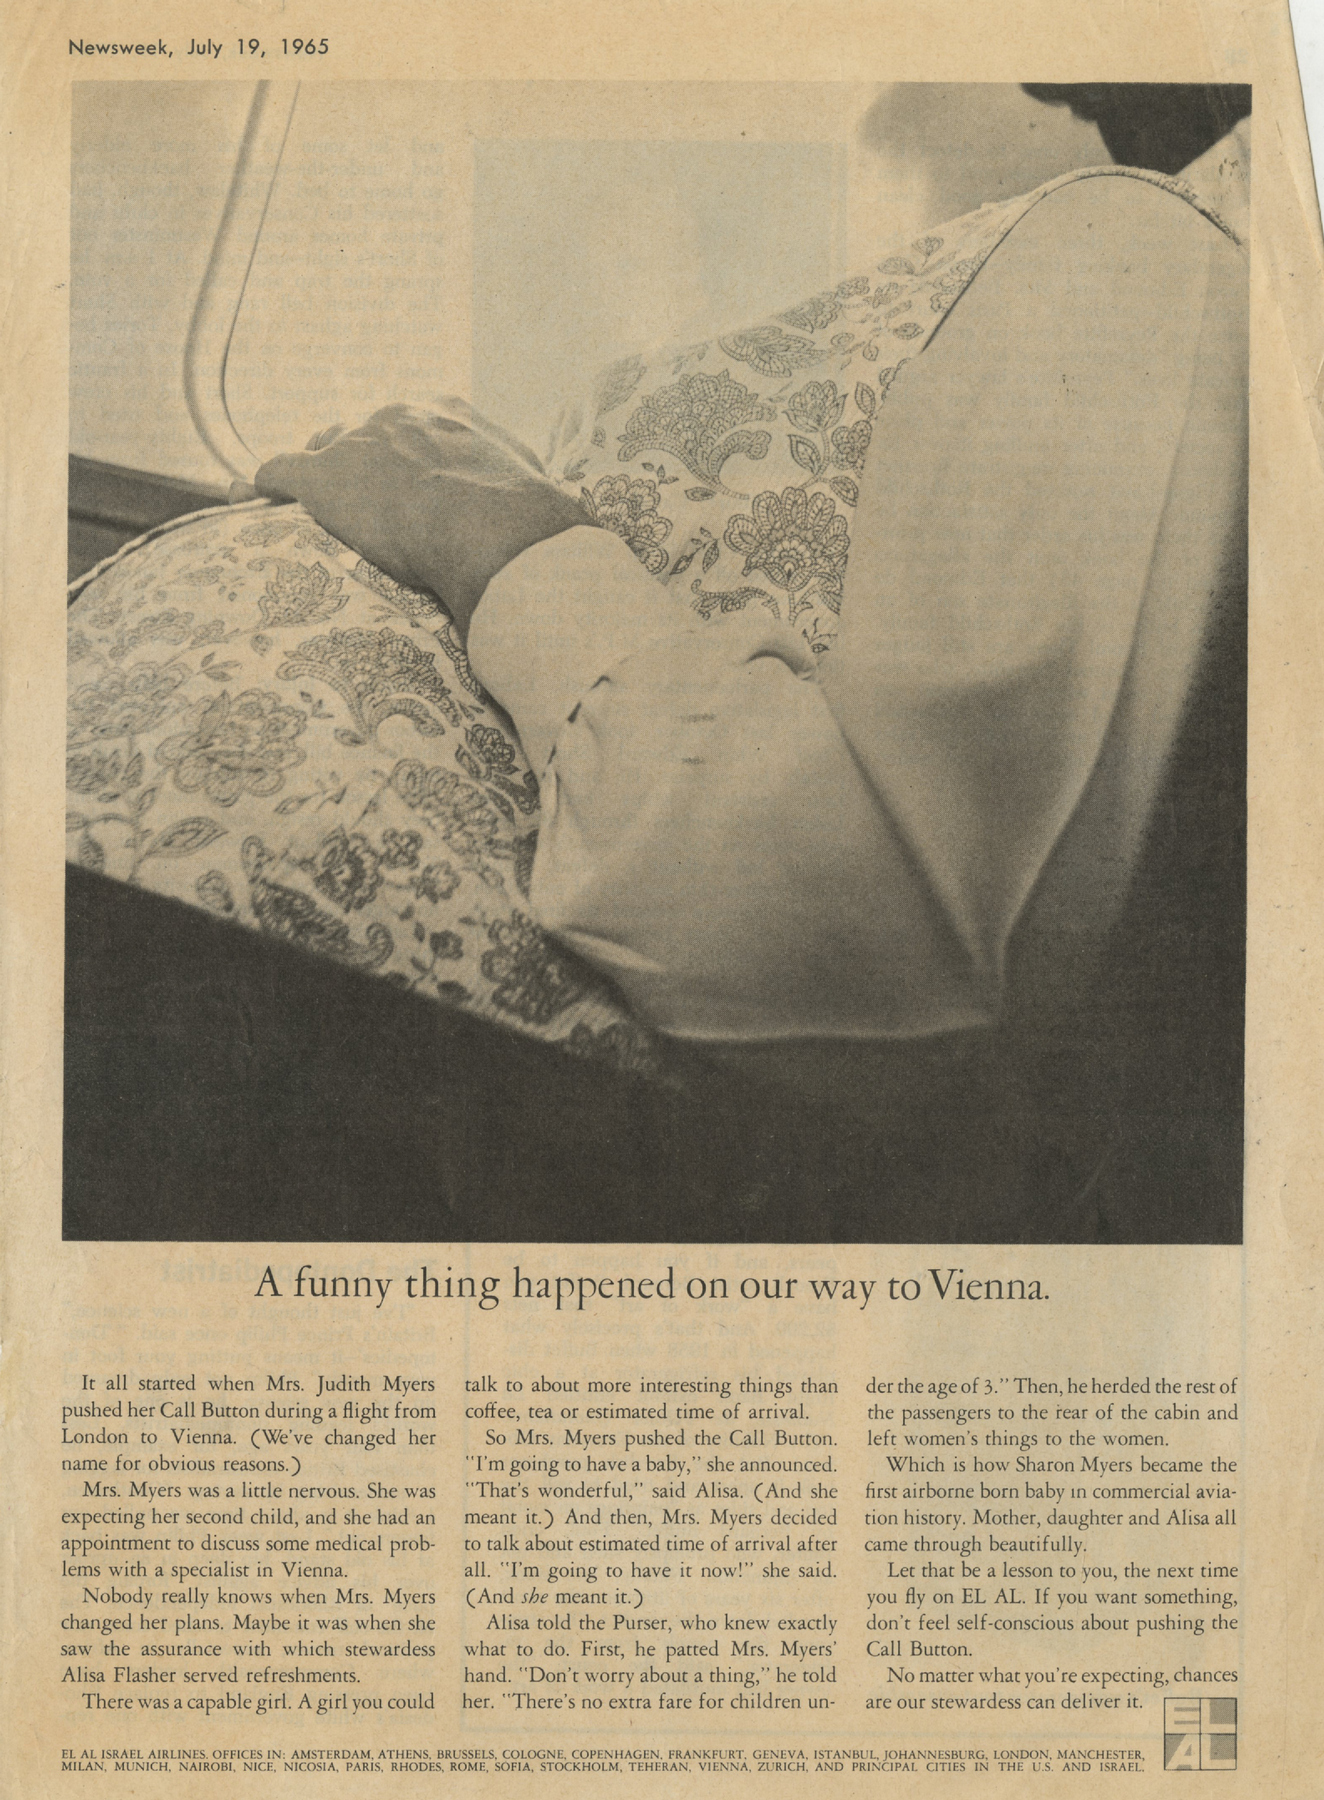 Newsweek, July 19, 1965
A funny thing happened on our way to Vienna.
It all started when Mrs. Judith Myers
pushed her Call Button during a flight from
London to Vienna. (We've changed her
name for obvious reasons.)
Mrs. Myers was a little nervous. She was
expecting her second child, and she had an
appointment to discuss some medical prob-
lems with a specialist in Vienna.
Nobody really knows when Mrs. Myers
changed her plans. Maybe it was when she
saw the assurance with which stewardess
Alisa Flasher served refreshments.
There was a capable girl. A girl you could
talk to about more interesting things than
coffee, tea or estimated time of arrival.
So Mrs. Myers pushed the Call Button.
"I'm going to have a baby," she announced.
"That's wonderful," said Alisa. (And she
meant it.) And then, Mrs. Myers decided
to talk about estimated time of arrival after
all. "I'm going to have it now!" she said.
(And she meant it.)
Alisa told the Purser, who knew exactly
what to do. First, he patted Mrs. Myers'
hand. "Don't worry about a thing," he told
her. "There's no extra fare for children un-
der the age of 3." Then, he herded the rest of
the passengers to the rear of the cabin and
left women's things to the women.
Which is how Sharon Myers became the
first airborne born baby in commercial avia-
tion history. Mother, daughter and Alisa all
came through beautifully.
Let that be a lesson to you, the next time
you fly on EL AL. If you want something,
don't feel self-conscious about pushing the
Call Button.
No matter what you're expecting, chances
are our stewardess can deliver it.
EL
AL
EL AL ISRAEL AIRLINES. OFFICES IN: AMSTERDAM, ATHENS, BRUSSELS, COLOGNE, COPENHAGEN, FRANKFURT, GENEVA, ISTANBUL, JOHANNESBURG, LONDON, MANCHESTER,
MILAN, MUNICH, NAIROBI, NICE, NICOSIA, PARIS, RHODES, ROME, SOFIA, STOCKHOLM, TEHERAN, VIENNA, ZURICH, AND PRINCIPAL CITIES IN THE U.S. AND ISRAEL.